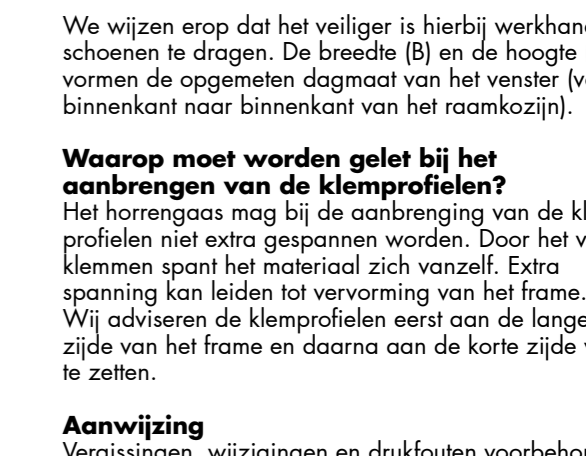 We wijzen erop dat het veiliger is hierbij
schoenen te dragen. De breedte (B) en de hoogte
vormen de opgemeten dagmaat van het venster
binnenkant naar binnenkant van het raamkozijn).
Waarop moet worden gelet bij het
aanbrengen van de klemprofielen?
Het horrengaas mag bij de aanbrenging van de
profielen niet extra gespannen worden. Door het
klemmen spant het materiaal zich vanzelf. Extra
spanning kan leiden tot vervorming van het frame.
Wij adviseren de klemprofielen eerst aan de lange
zijde van het frame en daarna aan de korte zijde
te zetten.
Aanwijzing
Vergissingen, wijzigingen en drukfouten